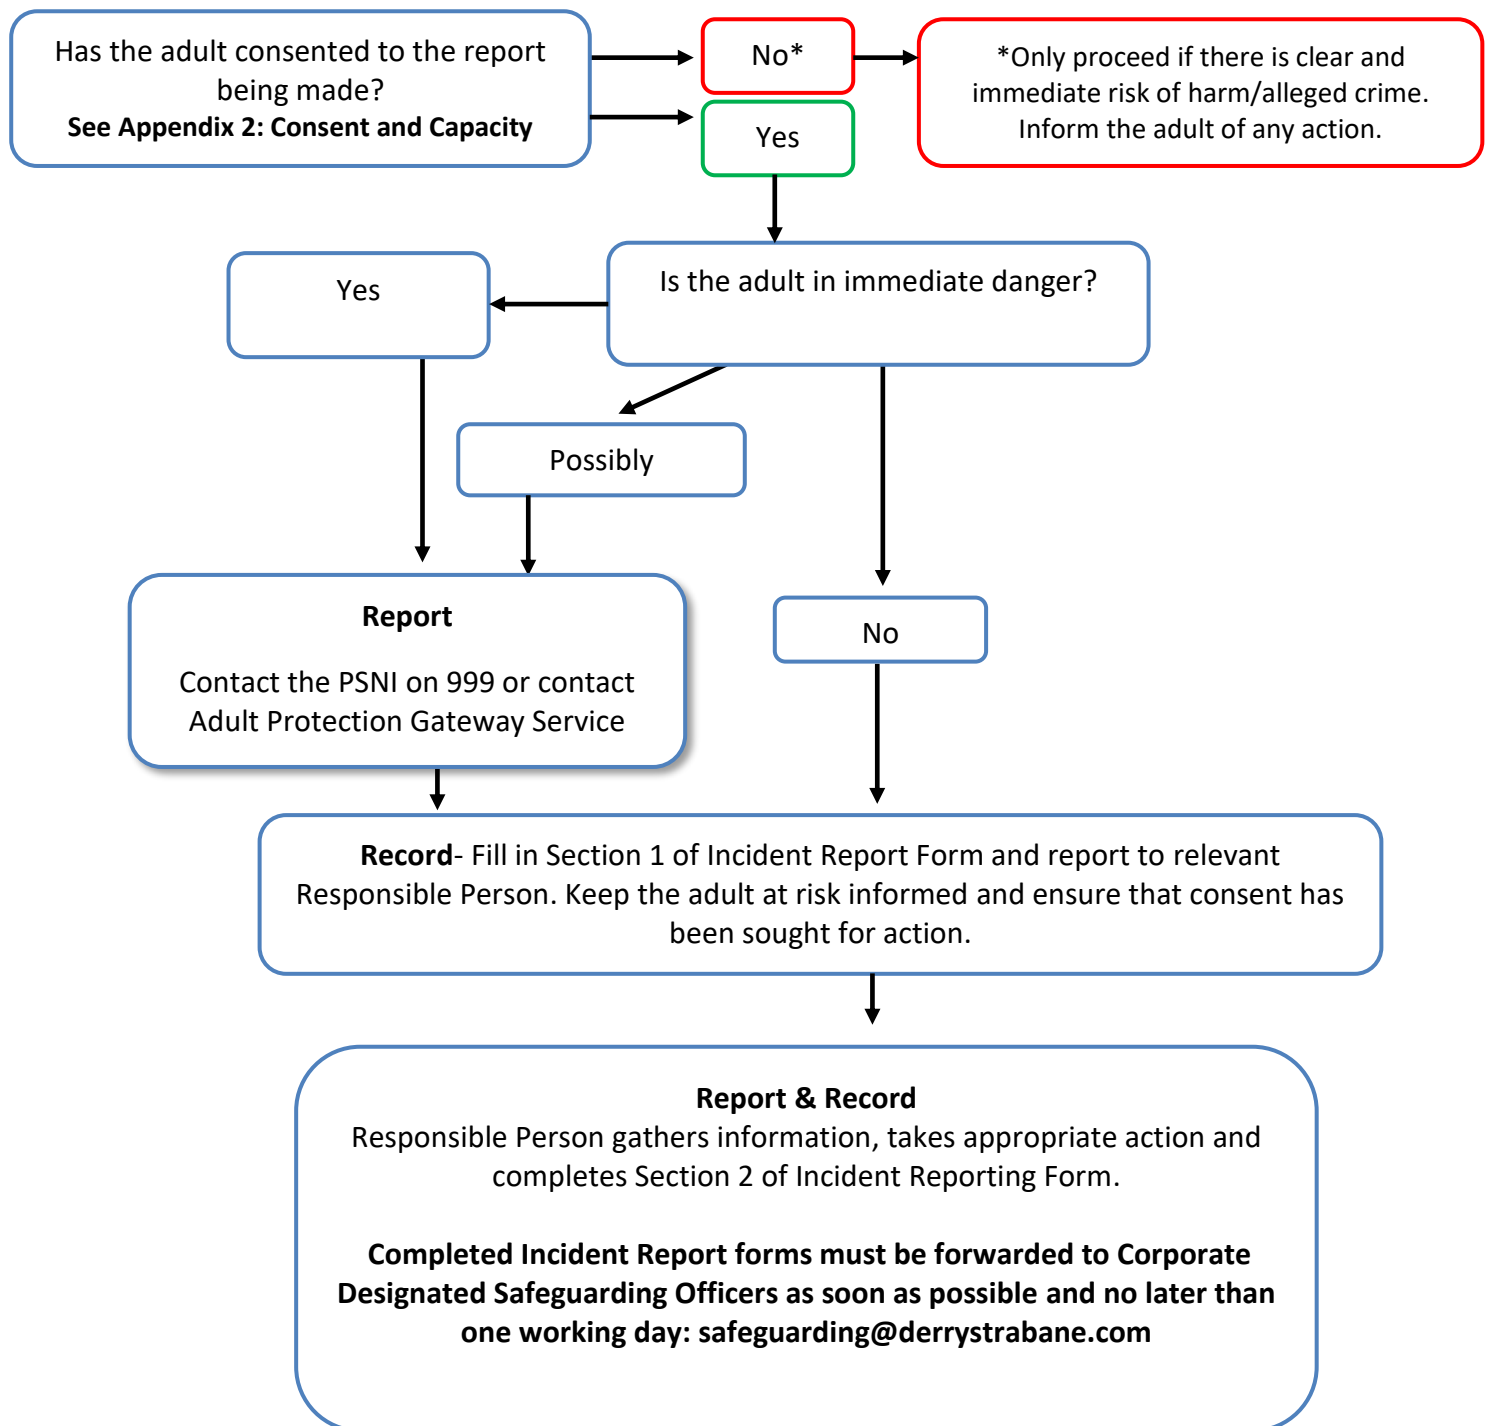 Has the adult consented to the report
being made?
See Appendix 2: Consent and Capacity
No*
*Only proceed if there is clear and
immediate risk of harm/alleged crime.
Inform the adult of any action.
Yes
Is the adult in immediate danger?
Yes
Possibly
Report
Contact the PSNI on 999 or contact
Adult Protection Gateway Service
No
Record- Fill in Section 1 of Incident Report Form and report to relevant
Responsible Person. Keep the adult at risk informed and ensure that consent has
been sought for action.
Report & Record
Responsible Person gathers information, takes appropriate action and
completes Section 2 of Incident Reporting Form.
Completed Incident Report forms must be forwarded to Corporate
Designated Safeguarding Officers as soon as possible and no later than
one working day: safeguarding@derrystrabane.com